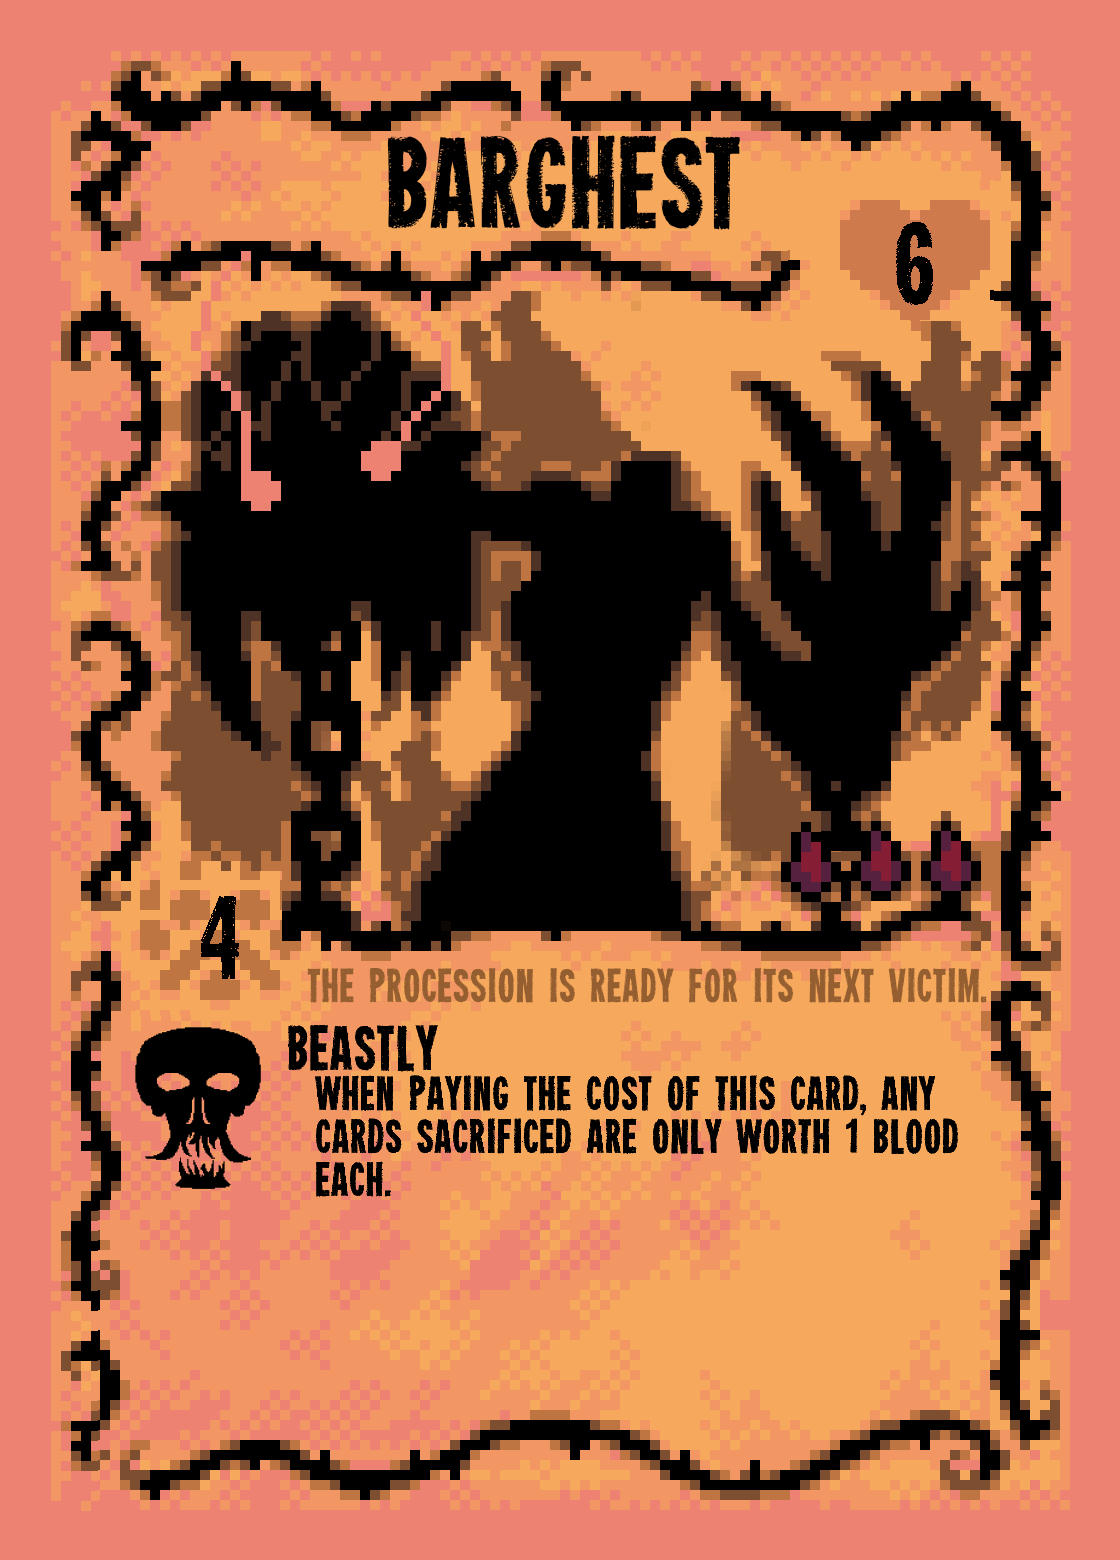 BARGHEST
6
4
THE PROCESSION IS READY FOR ITS NEXT VICTIM.
BEASTLY
WHEN PAYING THE COST OF THIS CARD, ANY
CARDS SACRIFICED ARE ONLY WORTH 1 BLOOD
EACH.